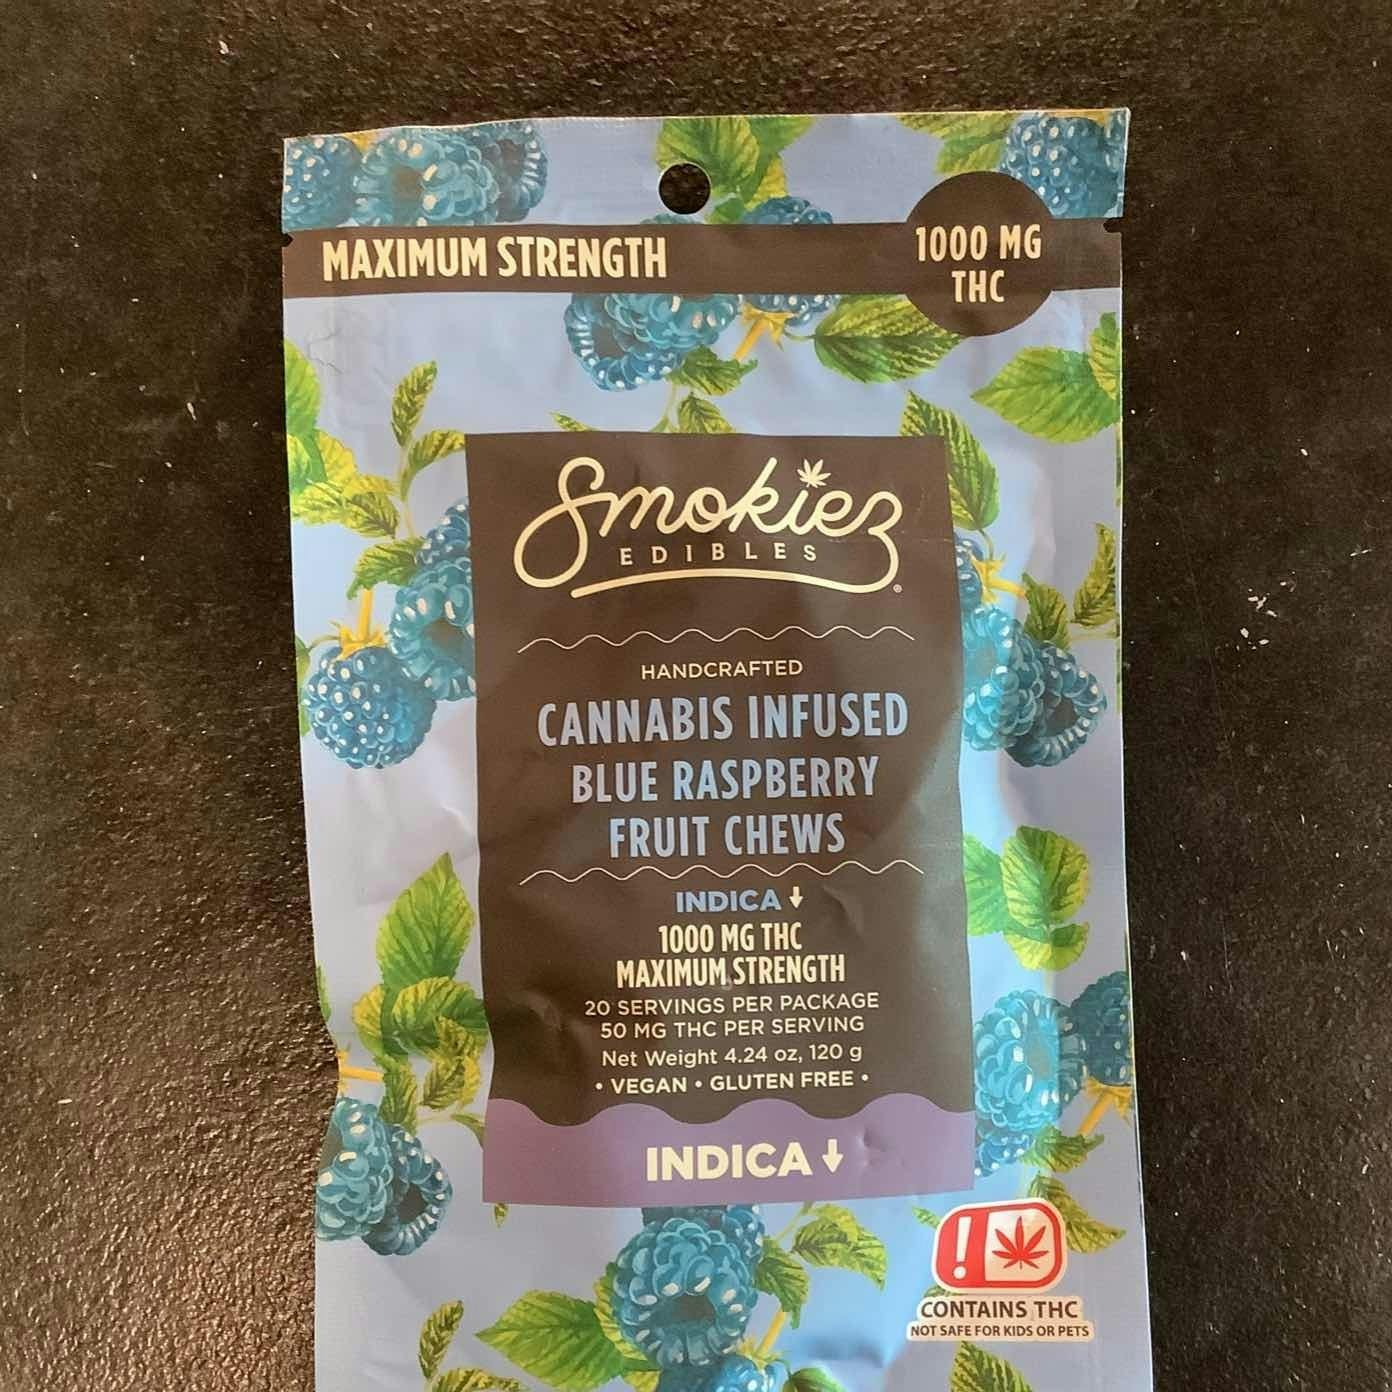 MAXIMUM STRENGTH
1000 MG
THC
Smokiez
EDIBLES
®
HANDCRAFTED
CANNABIS INFUSED
BLUE RASPBERRY
FRUIT CHEWS
INDICA
1000 MG THC
MAXIMUM STRENGTH
20 SERVINGS PER PACKAGE
50 MG THC PER SERVING
Net Weight 4.24 oz, 120 g
• VEGAN • GLUTEN FREE •
INDICA
!
CONTAINS THC
NOT SAFE FOR KIDS OR PETS